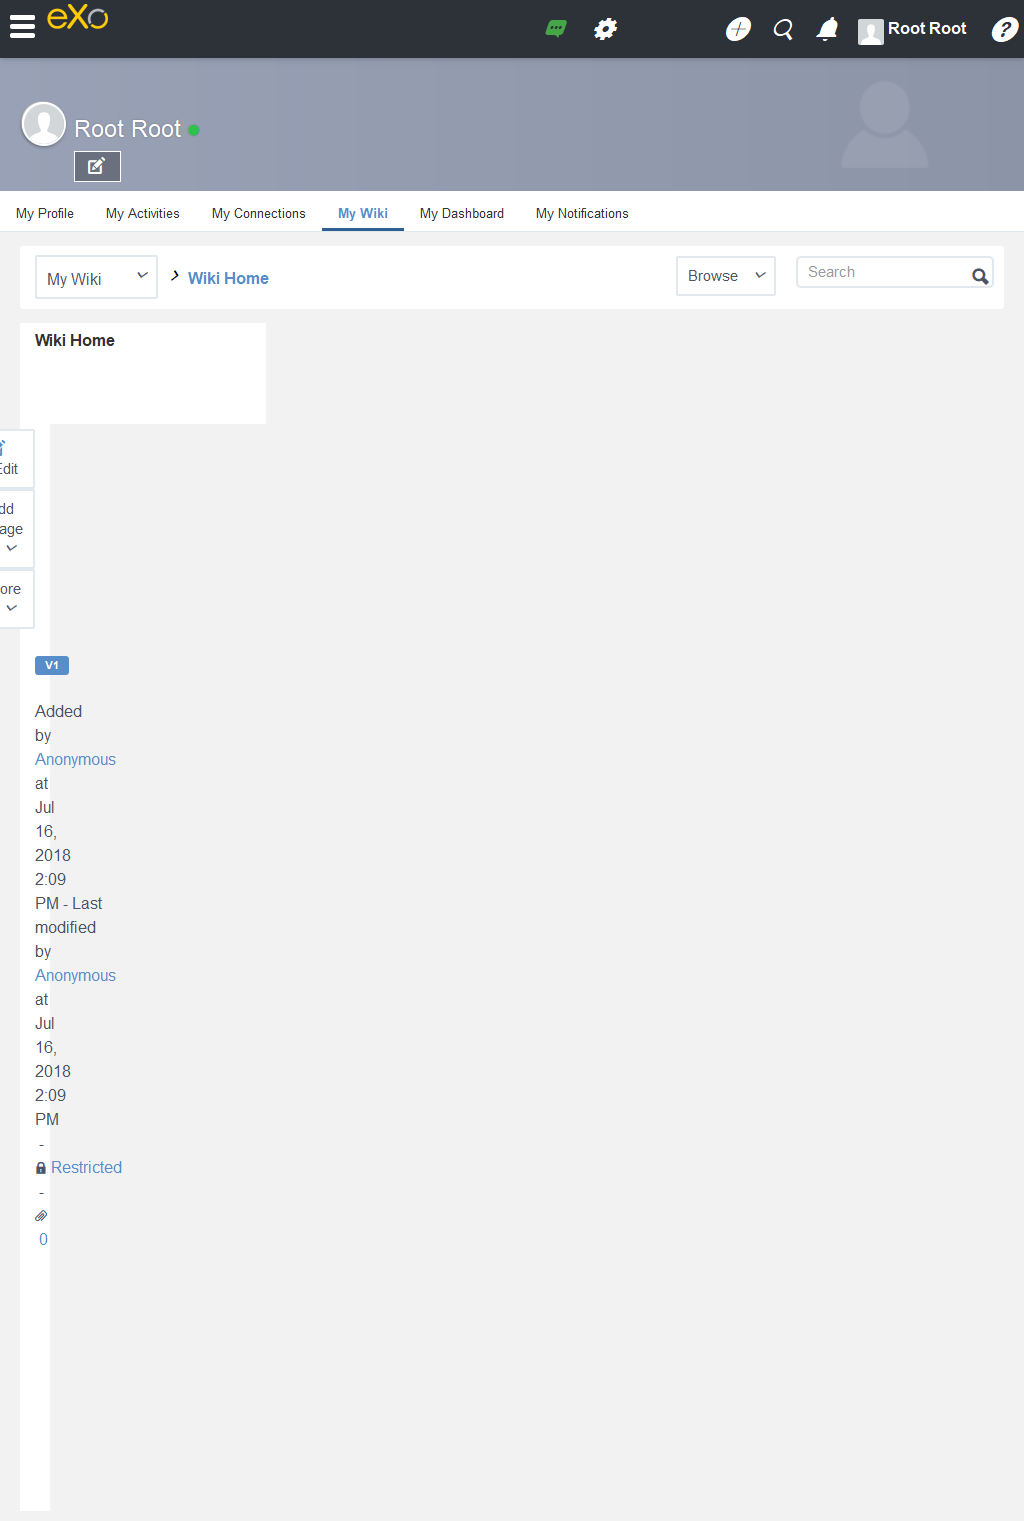 eXo
Root Root
Root Root
My Profile My Activities My Connections My Wiki My Dashboard My Notifications
My Wiki Wiki Home Browse Search
Wiki Home
Edit
dd
age
ore
V1
Added
by
Anonymous
at
Jul
16,
2018
2:09
PM - Last
modified
by
Anonymous
at
Jul
16,
2018
2:09
PM
-
Restricted
-
0